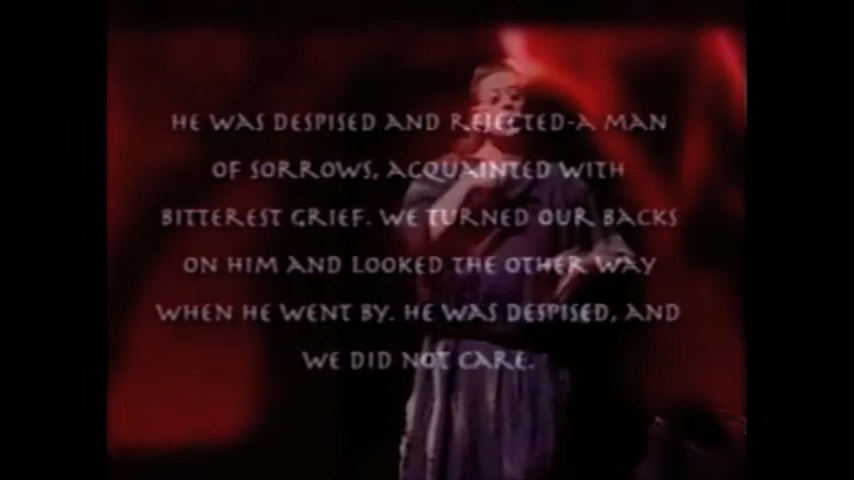 HE WAS DESPISED AND REJECTED-A MAN
OF SORROWS, ACQUAINTED WITH
BITTEREST GRIEF. WE TURNED OUR BACKS
ON HIM AND LOOKED THE OTHER WAY
WHEN HE WENT BY. HE WAS DESPISED, AND
WE DID NOT CARE.